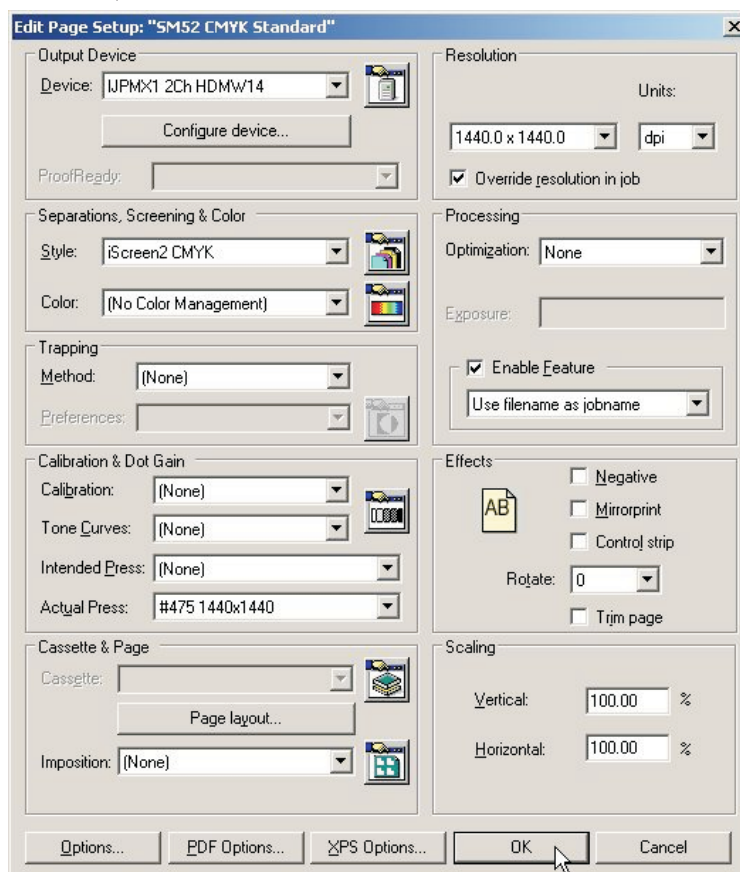 Edit Page Setup: "SM52 CMYK Standard"
Output Device
Device: IJPMX1 2Ch HDMW14
Configure device...
ProofReady:
Separations, Screening & Color
Style: iScreen2 CMYK
Color: (No Color Management)
Trapping
Method: (None)
Preferences:
Calibration & Dot Gain
Calibration: (None)
Tone Curves: (None)
Intended Press: (None)
Actual Press: #475 1440x1440
Cassette & Page
Cassette:
Page layout...
Imposition: (None)
Resolution
Units:
1440.0 x 1440.0 dpi
Override resolution in job
Processing
Optimization: None
Exposure:
Enable Feature
Use filename as jobname
Effects
AB
Negative
Mirrorprint
Control strip
Rotate: 0
Trim page
Scaling
Vertical: 100.00 %
Horizontal: 100.00 %
Options... PDF Options... XPS Options... OK Cancel